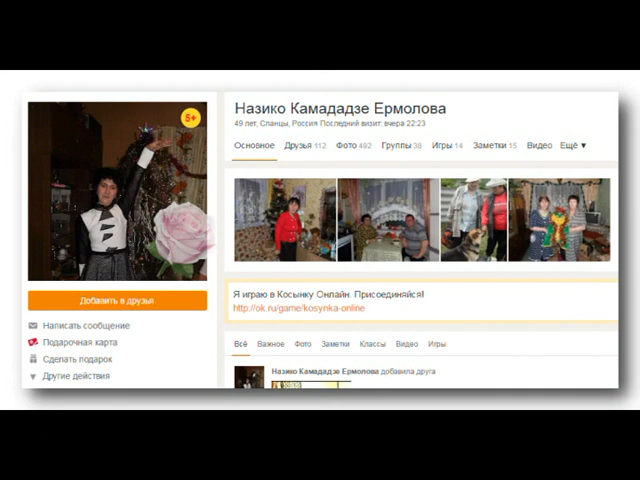 5+
Назико Камададзе Ермолова
49 лет, Сланцы, Россия Последний визит: вчера 22:23
Основное Друзья 112 Фото 492 Группы 38 Игры 14 Заметки 15 Видео Ещё ▼
Я играю в Косынку Онлайн. Присоединяйся!
http://ok.ru/game/kosynka-online
Добавить в друзья
Написать сообщение
Подарочная карта
Сделать подарок
Другие действия
Всё Важное Фото Заметки Классы Видео Игры
Назико Камададзе Ермолова добавила друга